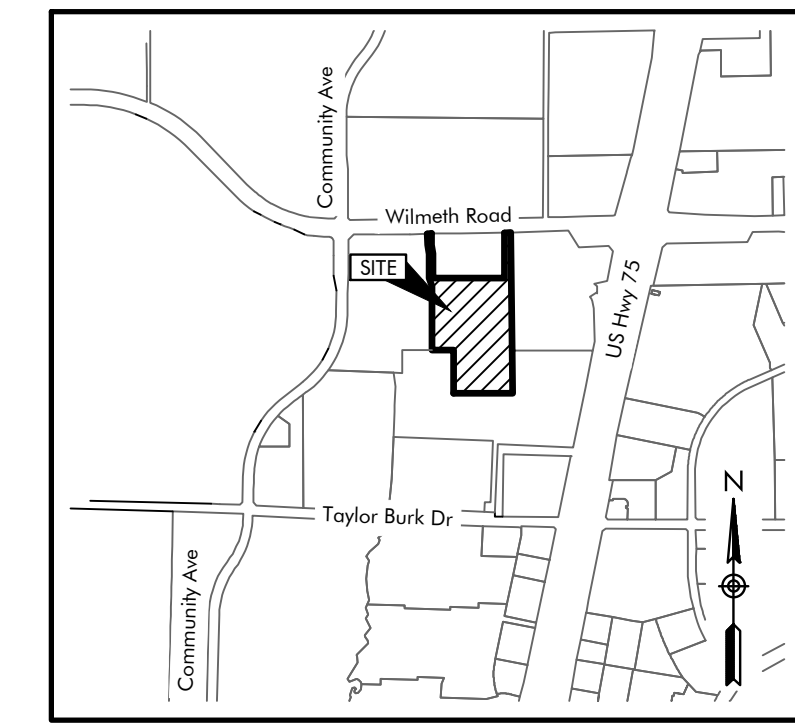 Community Ave
Wilmeth Road
SITE
US Hwy 75
N
Taylor Burk Dr
Community Ave